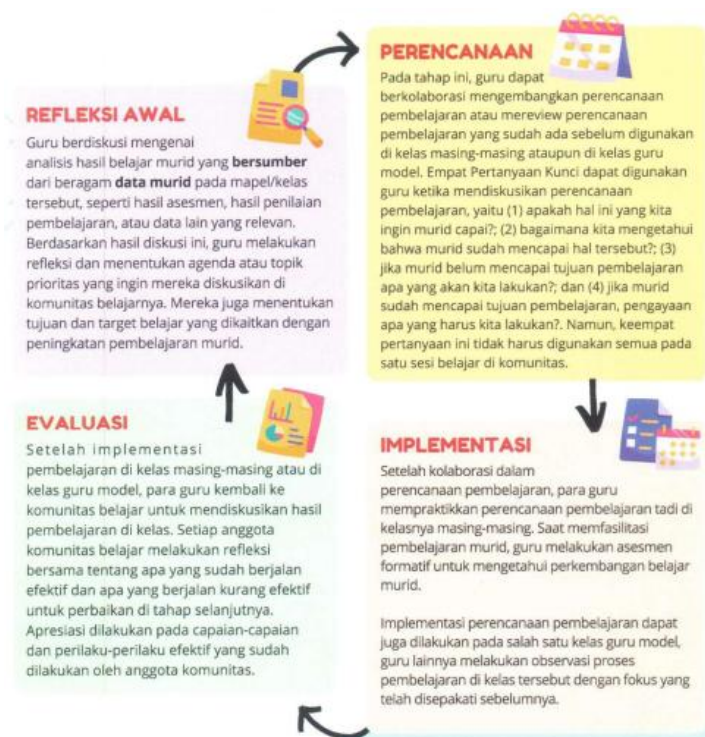 REFLEKSI AWAL
Guru berdiskusi mengenai
analisis hasil belajar murid yang bersumber
dari beragam data murid pada mapel/kelas
tersebut, seperti hasil asesmen, hasil penilaian
pembelajaran, atau data lain yang relevan.
Berdasarkan hasil diskusi ini, guru melakukan
refleksi dan menentukan agenda atau topik
prioritas yang ingin mereka diskusikan di
komunitas belajarnya. Mereka juga menentukan
tujuan dan target belajar yang dikaitkan dengan
peningkatan pembelajaran murid.
PERENCANAAN
Pada tahap ini, guru dapat
berkolaborasi mengembangkan perencanaan
pembelajaran atau mereview perencanaan
pembelajaran yang sudah ada sebelum digunakan
di kelas masing-masing ataupun di kelas guru
model. Empat Pertanyaan Kunci dapat digunakan
guru ketika mendiskusikan perencanaan
pembelajaran, yaitu (1) apakah hal ini yang kita
ingin murid capai?; (2) bagaimana kita mengetahui
bahwa murid sudah mencapai hal tersebut?; (3)
jika murid belum mencapai tujuan pembelajaran
apa yang akan kita lakukan?; dan (4) jika murid
sudah mencapai tujuan pembelajaran, pengayaan
apa yang harus kita lakukan?. Namun, keempat
pertanyaan ini tidak harus digunakan semua pada
satu sesi belajar di komunitas.
EVALUASI
Setelah implementasi
pembelajaran di kelas masing-masing atau di
kelas guru model, para guru kembali ke
komunitas belajar untuk mendiskusikan hasil
pembelajaran di kelas. Setiap anggota
komunitas belajar melakukan refleksi
bersama tentang apa yang sudah berjalan
efektif dan apa yang berjalan kurang efektif
untuk perbaikan di tahap selanjutnya.
Apresiasi dilakukan pada capaian-capaian
dan perilaku-perilaku efektif yang sudah
dilakukan oleh anggota komunitas.
IMPLEMENTASI
Setelah kolaborasi dalam
perencanaan pembelajaran, para guru
mempraktikkan perencanaan pembelajaran tadi di
kelasnya masing-masing. Saat memfasilitasi
pembelajaran murid, guru melakukan asesmen
formatif untuk mengetahui perkembangan belajar
murid.
Implementasi perencanaan pembelajaran dapat
juga dilakukan pada salah satu kelas guru model,
guru lainnya melakukan observasi proses
pembelajaran di kelas tersebut dengan fokus yang
telah disepakati sebelumnya.